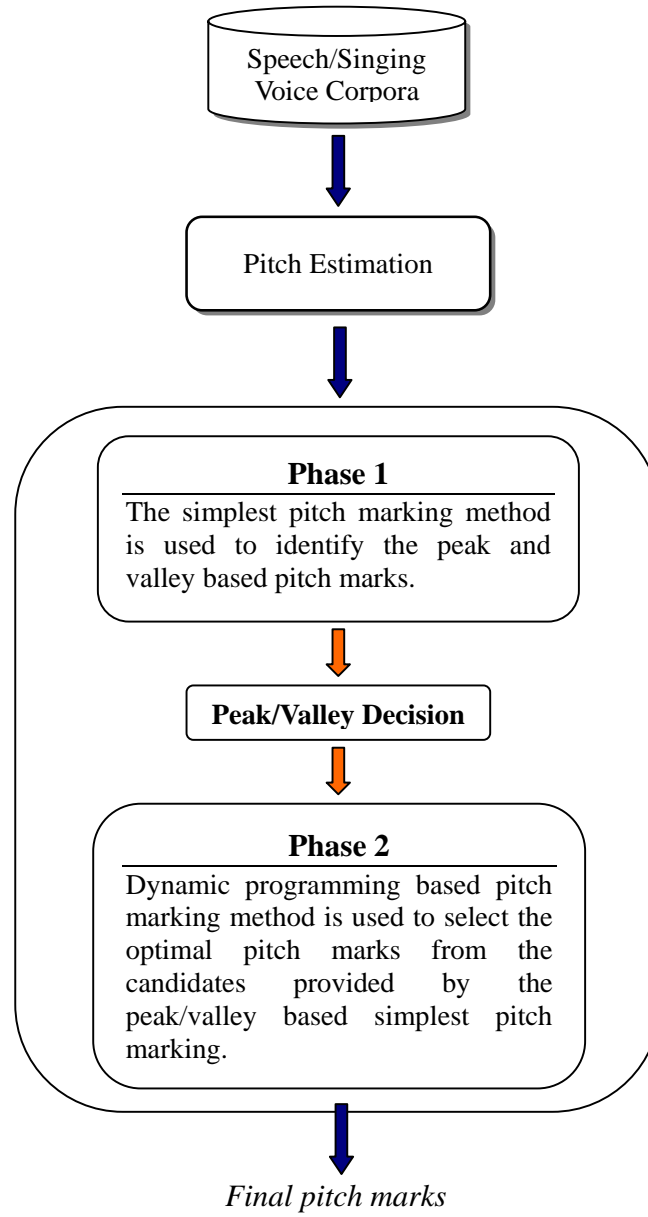 Speech/Singing
Voice Corpora
Pitch Estimation
Phase 1
The simplest pitch marking method
is used to identify the peak and
valley based pitch marks.
Peak/Valley Decision
Phase 2
Dynamic programming based pitch
marking method is used to select the
optimal pitch marks from the
candidates provided by the
peak/valley based simplest pitch
marking.
Final pitch marks